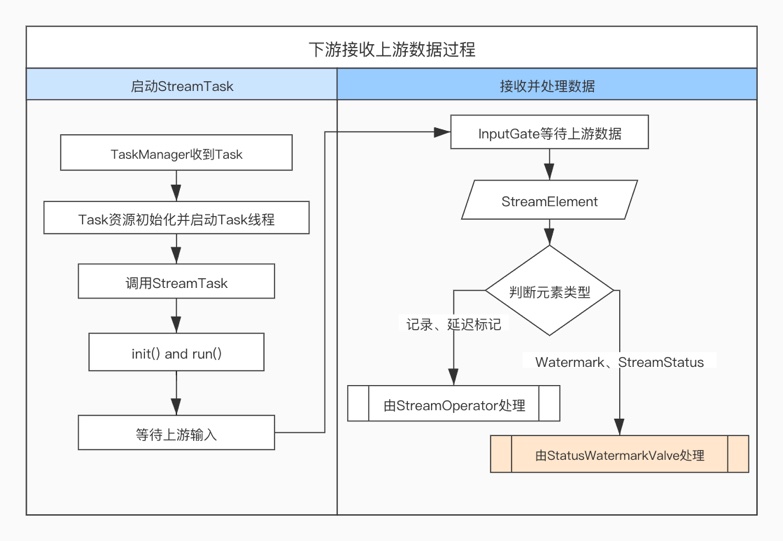 下游接收上游数据过程
启动StreamTask
接收并处理数据
TaskManager收到Task
Task资源初始化并启动Task线程
调用StreamTask
init() and run()
等待上游输入
InputGate等待上游数据
StreamElement
判断元素类型
记录、延迟标记
Watermark、StreamStatus
由StreamOperator处理
由StatusWatermarkValve处理